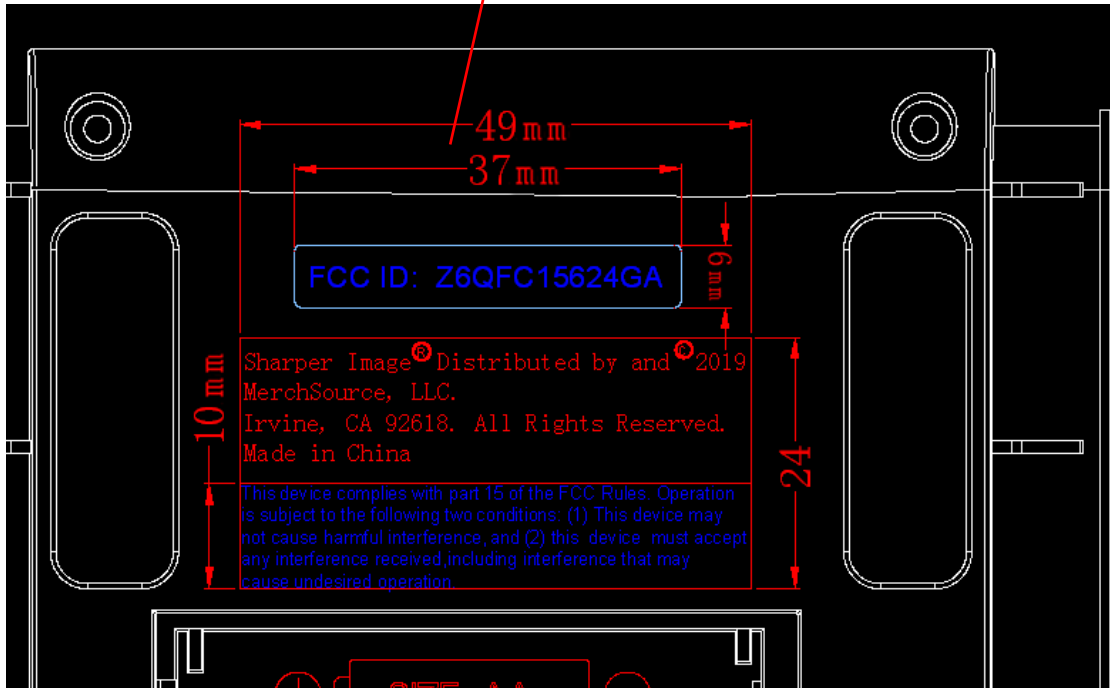 49mm
37mm
FCC ID: Z6QFC15624GA
6mm
Sharper Image® Distributed by and © 2019
MerchSource, LLC.
Irvine, CA 92618. All Rights Reserved.
Made in China
10mm
24
This device complies with part 15 of the FCC Rules. Operation
is subject to the following two conditions: (1) This device may
not cause harmful interference, and (2) this device must accept
any interference received,including interference that may
cause undesired operation.